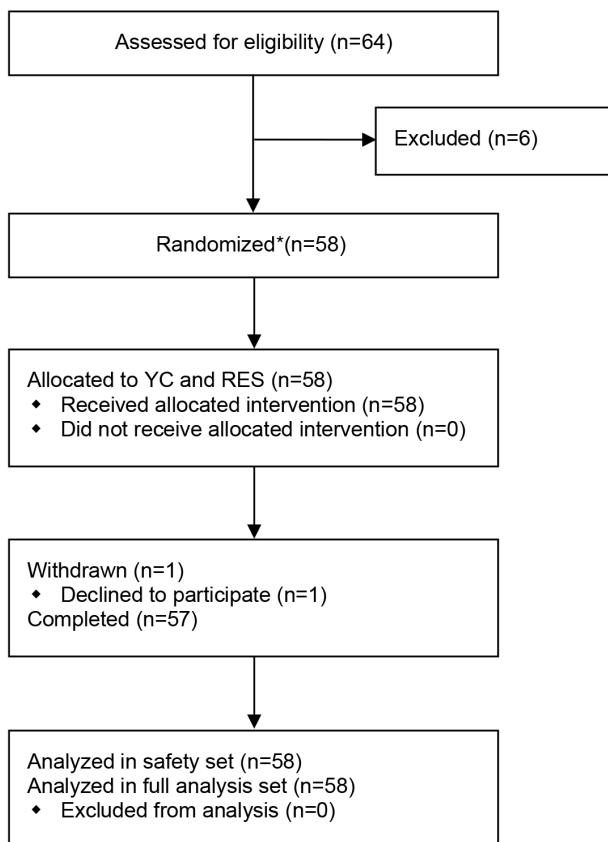 Assessed for eligibility (n=64)
Excluded (n=6)
Randomized*(n=58)
Allocated to YC and RES (n=58)
◆ Received allocated intervention (n=58)
◆ Did not receive allocated intervention (n=0)
Withdrawn (n=1)
◆ Declined to participate (n=1)
Completed (n=57)
Analyzed in safety set (n=58)
Analyzed in full analysis set (n=58)
◆ Excluded from analysis (n=0)